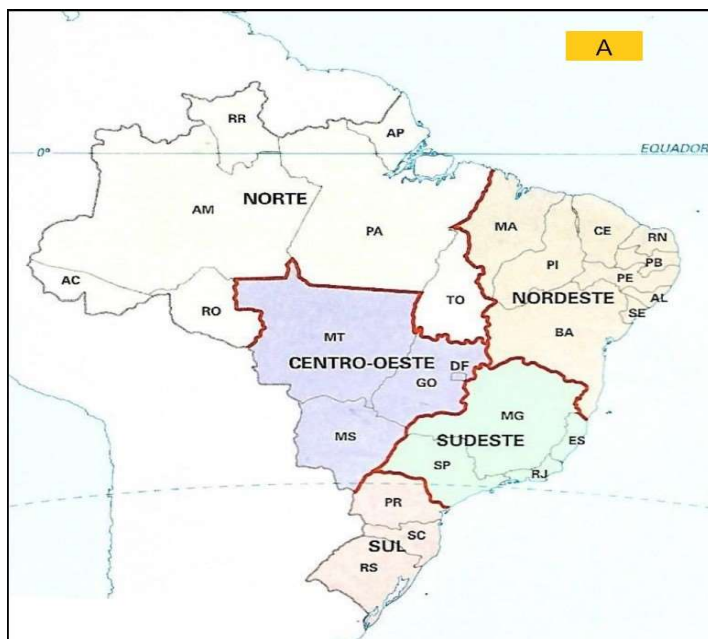 A
RR
AP
0°
EQUADOR
AM
NORTE
PA
MA
CE
RN
PI
PB
PE
AC
RO
TO
NORDESTE
AL
SE
MT
BA
CENTRO-OESTE
DF
GO
MG
MS
SUDESTE
ES
SP
RJ
PR
SC
SUL
RS